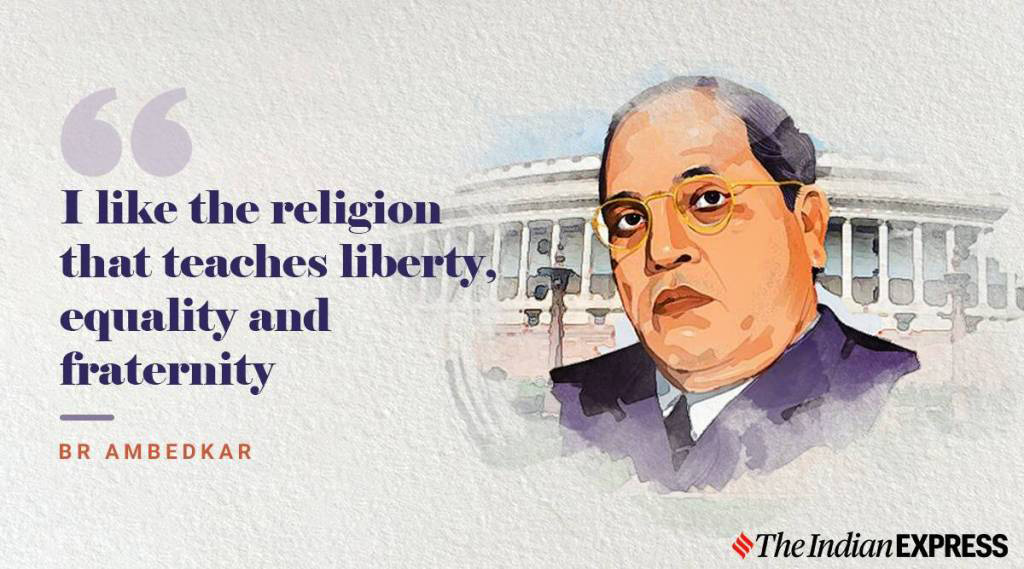 I like the religion
that teaches liberty,
equality and
fraternity
BR AMBEDKAR
The Indian EXPRESS